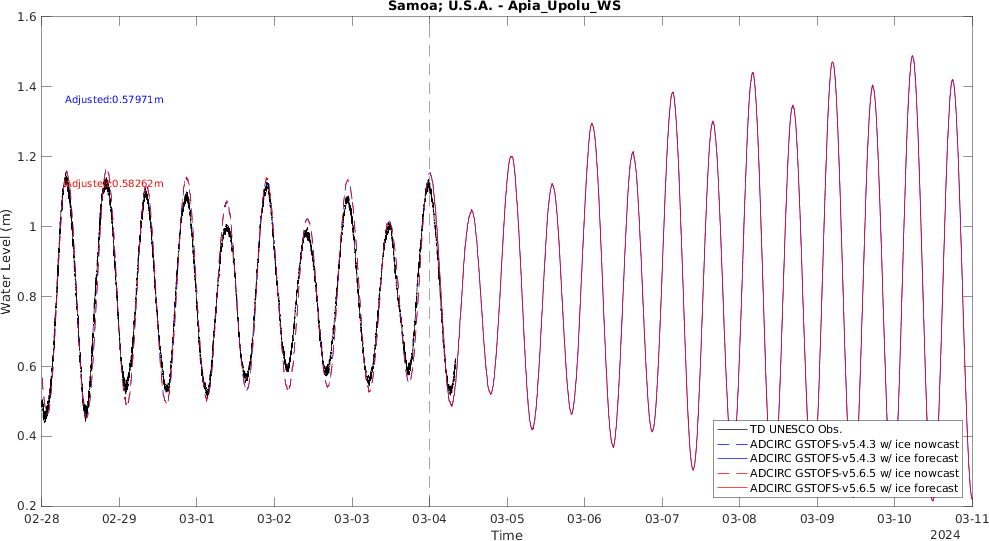 Samoa; U.S.A. - Apia_Upolu_WS
1.6
1.4
1.2
1
0.8
0.6
0.4
0.2
Water Level (m)
Adjusted:0.57971m
Adjusted:0.58262m
TD UNESCO Obs.
ADCIRC GSTOFS-v5.4.3 w/ ice nowcast
ADCIRC GSTOFS-v5.4.3 w/ ice forecast
ADCIRC GSTOFS-v5.6.5 w/ ice nowcast
ADCIRC GSTOFS-v5.6.5 w/ ice forecast
02-28 02-29 03-01 03-02 03-03 03-04 03-05 03-06 03-07 03-08 03-09 03-10 03-11
Time
2024